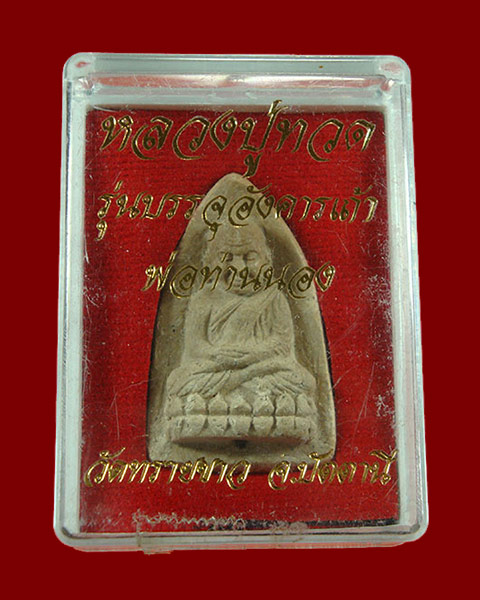 หลวงปู่ทวด
รุ่นบรรจุอังคารเถ้า
พ่อท่านนอง
วัดทรายขาว จ.ปัตตานี